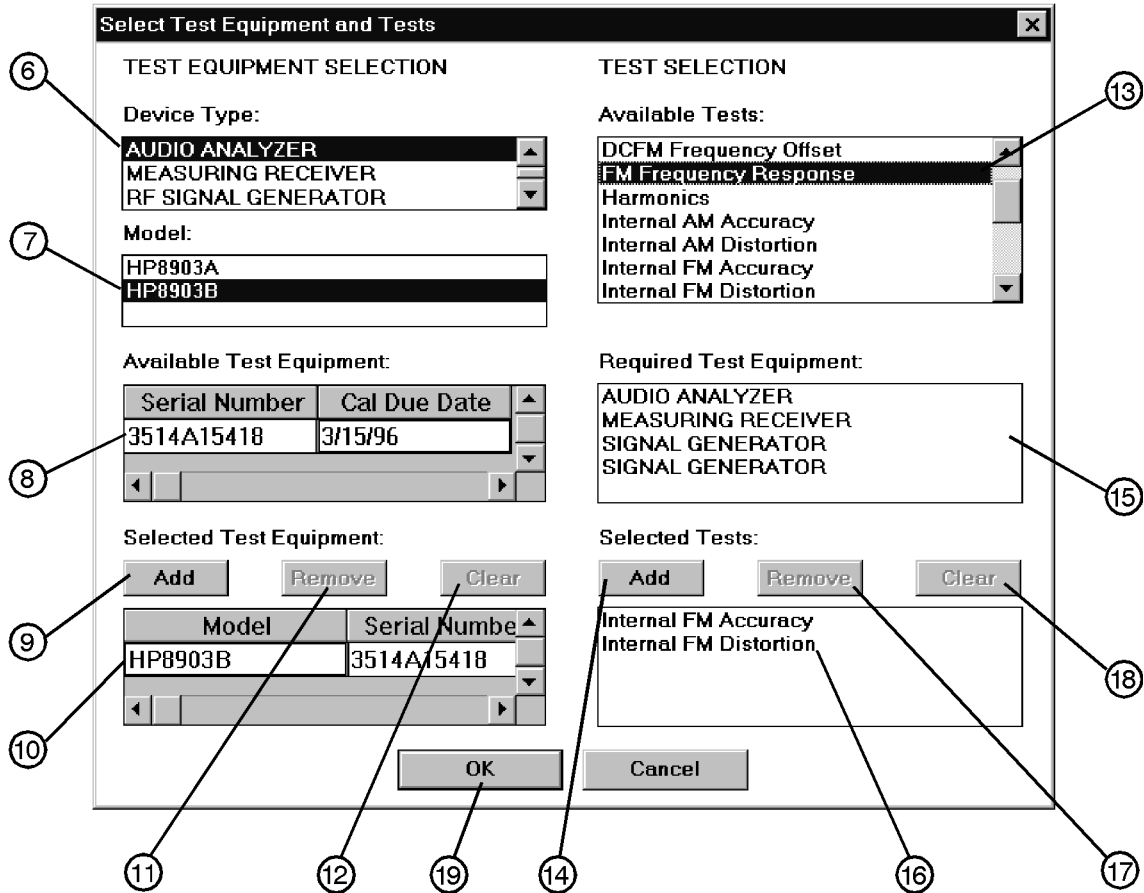 Select Test Equipment and Tests
TEST EQUIPMENT SELECTION
TEST SELECTION
6
13
Device Type:
Available Tests:
AUDIO ANALYZER
MEASURING RECEIVER
RF SIGNAL GENERATOR
DCFM Frequency Offset
FM Frequency Response
Harmonics
Internal AM Accuracy
Internal AM Distortion
Internal FM Accuracy
Internal FM Distortion
7
Model:
HP8903A
HP8903B
Available Test Equipment:
Required Test Equipment:
Serial Number Cal Due Date
3514A15418 3/15/96
8
AUDIO ANALYZER
MEASURING RECEIVER
SIGNAL GENERATOR
SIGNAL GENERATOR
15
Selected Test Equipment:
Selected Tests:
Add Remove Clear
Add Remove Clear
9
Model Serial Numbe
HP8903B 3514A15418
Internal FM Accuracy
Internal FM Distortion
18
10
OK Cancel
11 12 19 14 16 17